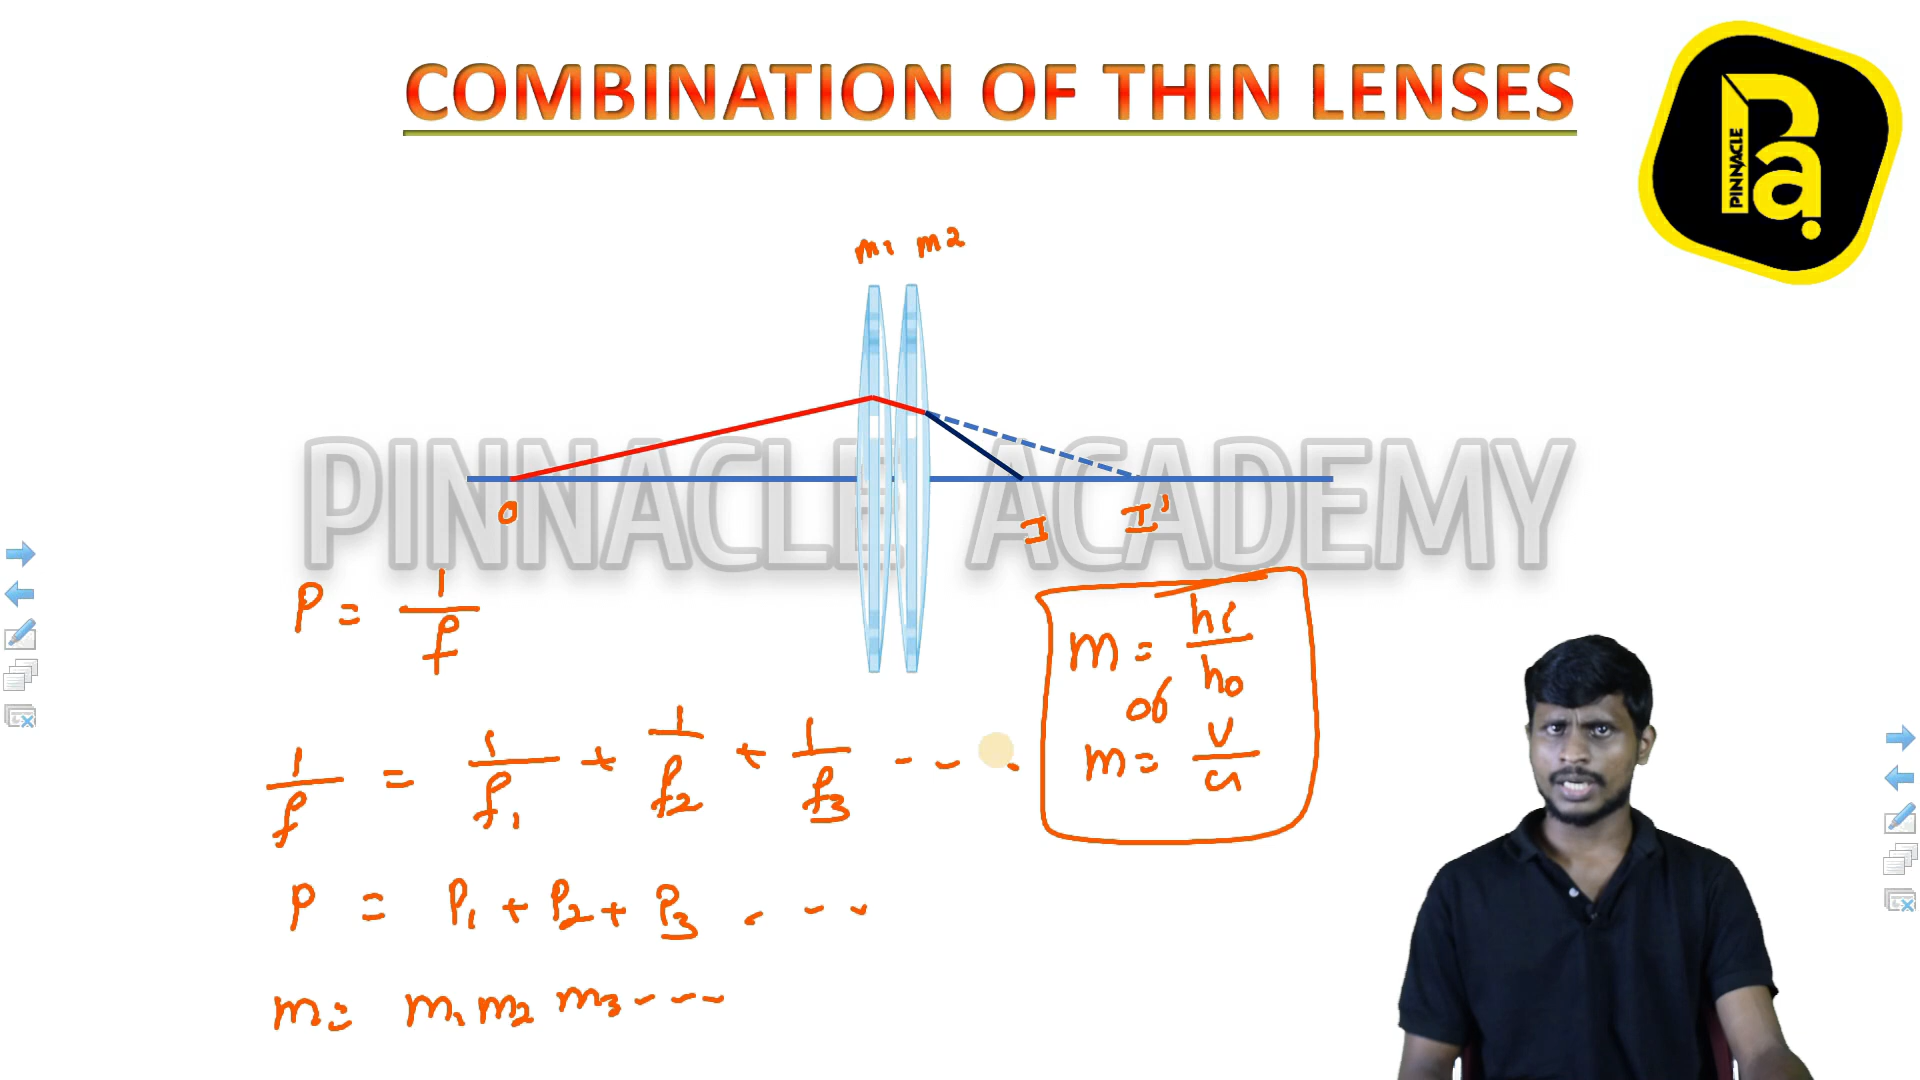 COMBINATION OF THIN LENSES
PINNACLE
Pa
m1 m2
PINNACLE ACADEMY
O
I
I'
P = 1/f
m = hi/ho
or
m = v/u
1/f = 1/f1 + 1/f2 + 1/f3 ----
P = P1 + P2 + P3 ----
m = m1 m2 m3 ----